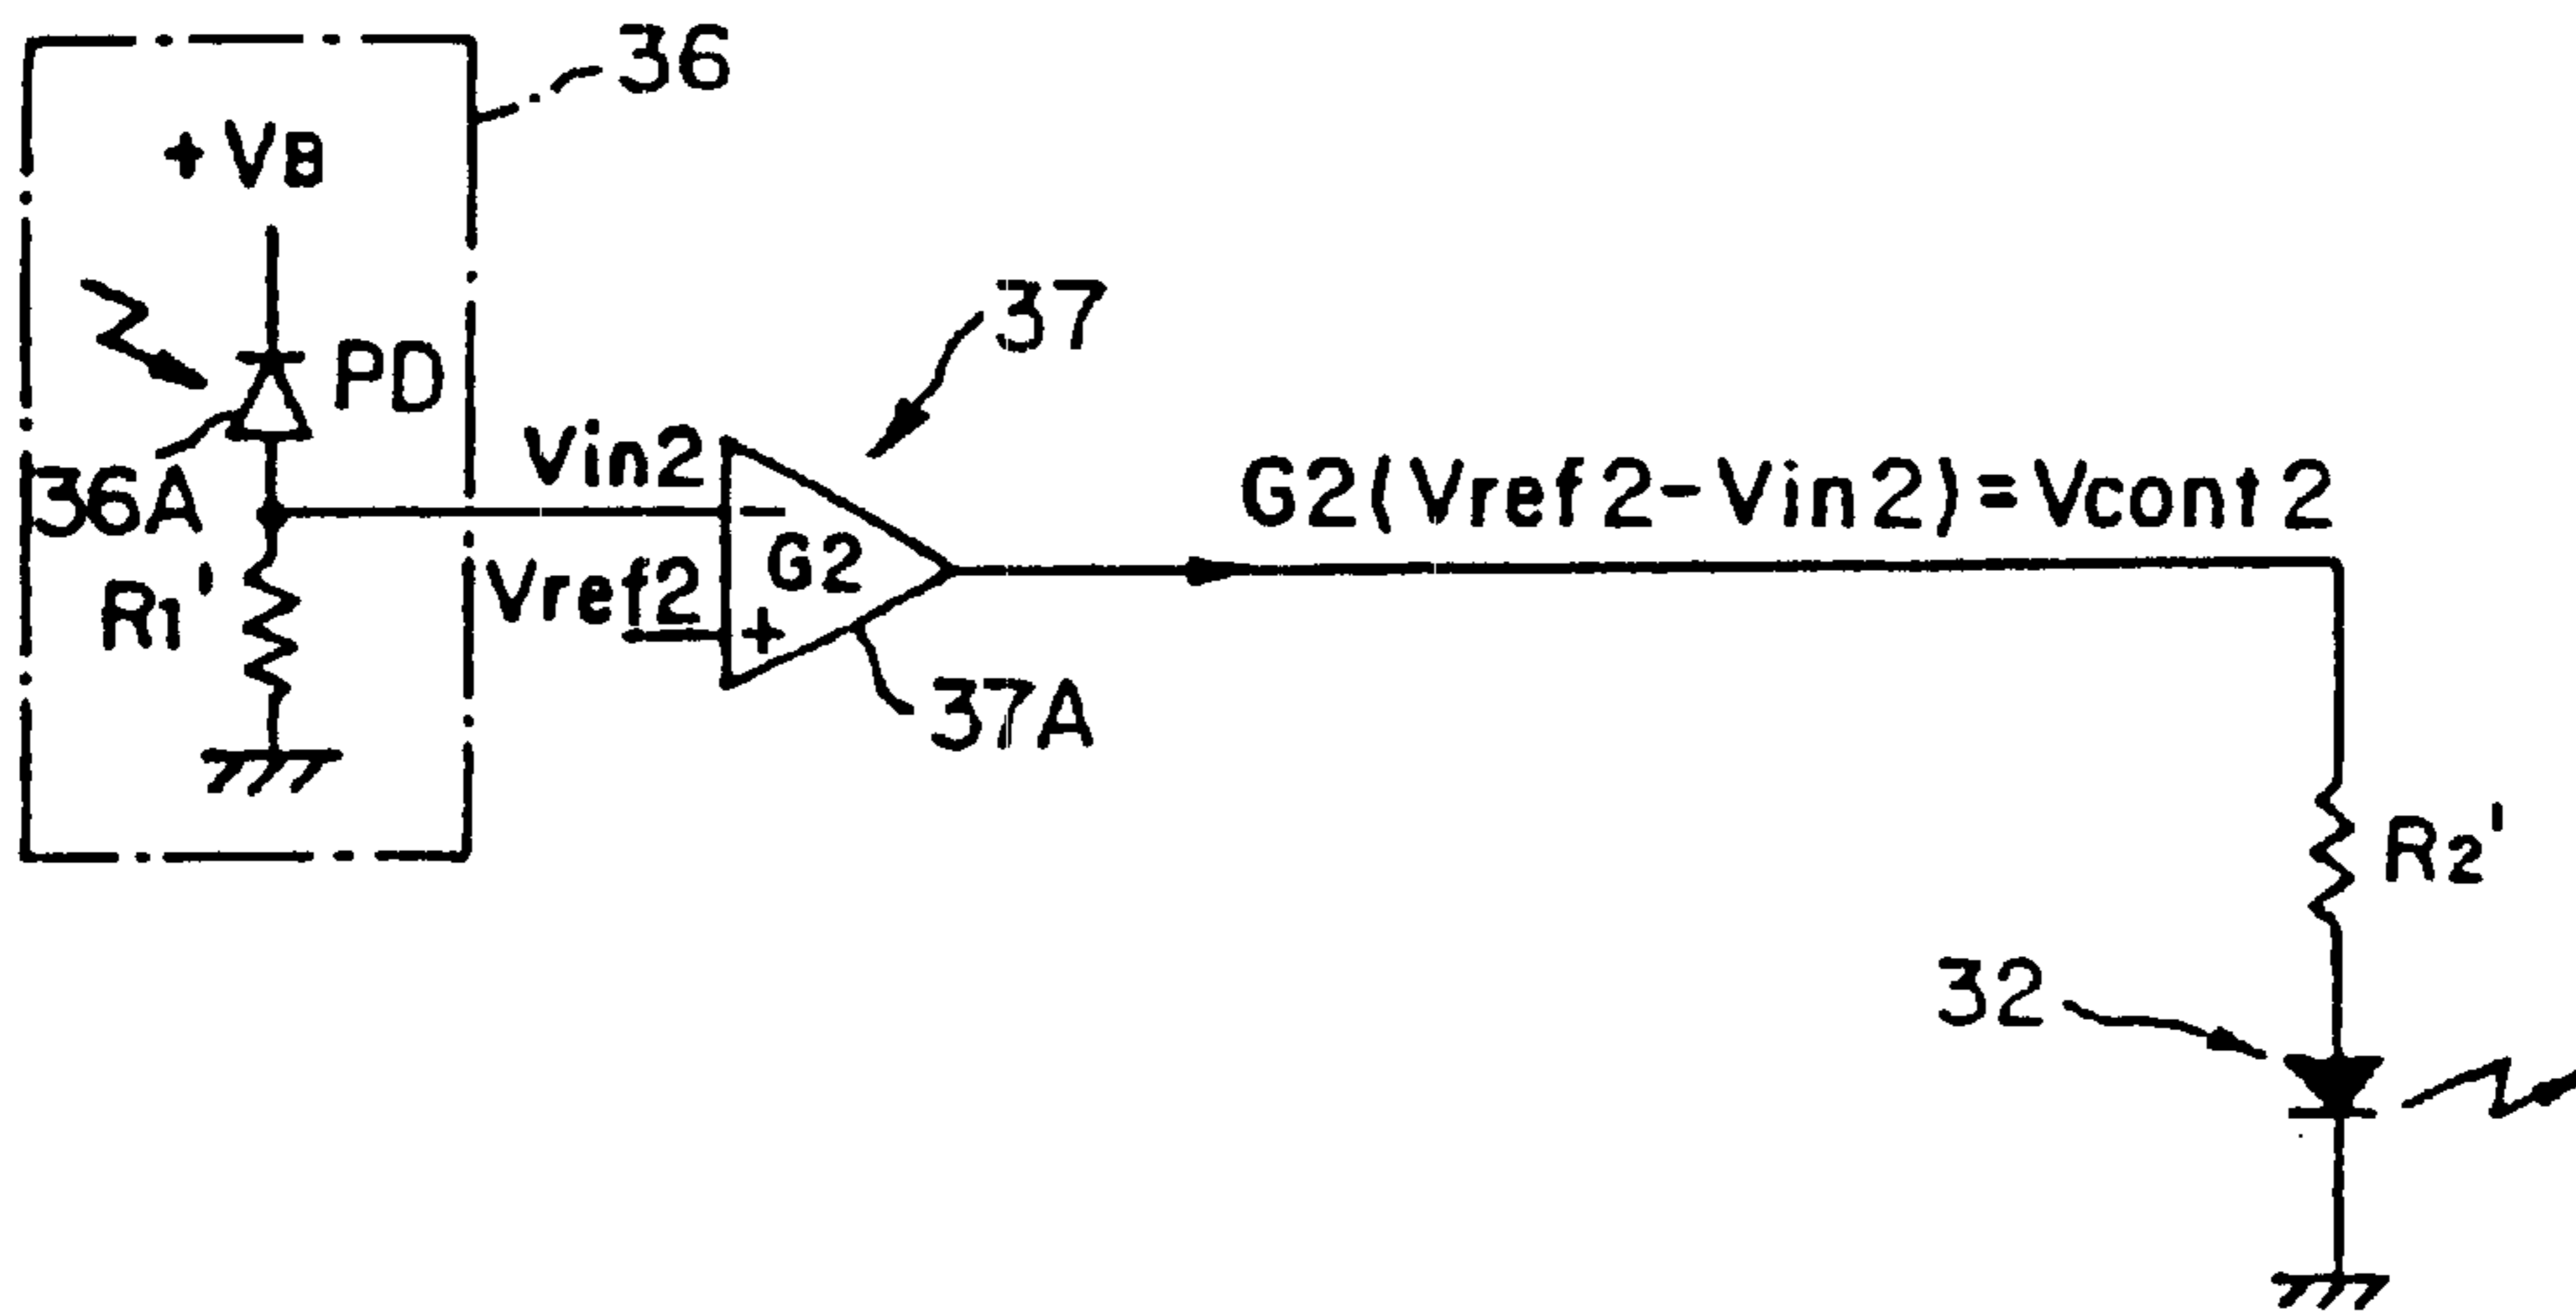 36
+VB
37
PD
Vin2
36A
G2(Vref2-Vin2)=Vcont2
-
G2
Vref2
R1'
+
37A
R2'
32